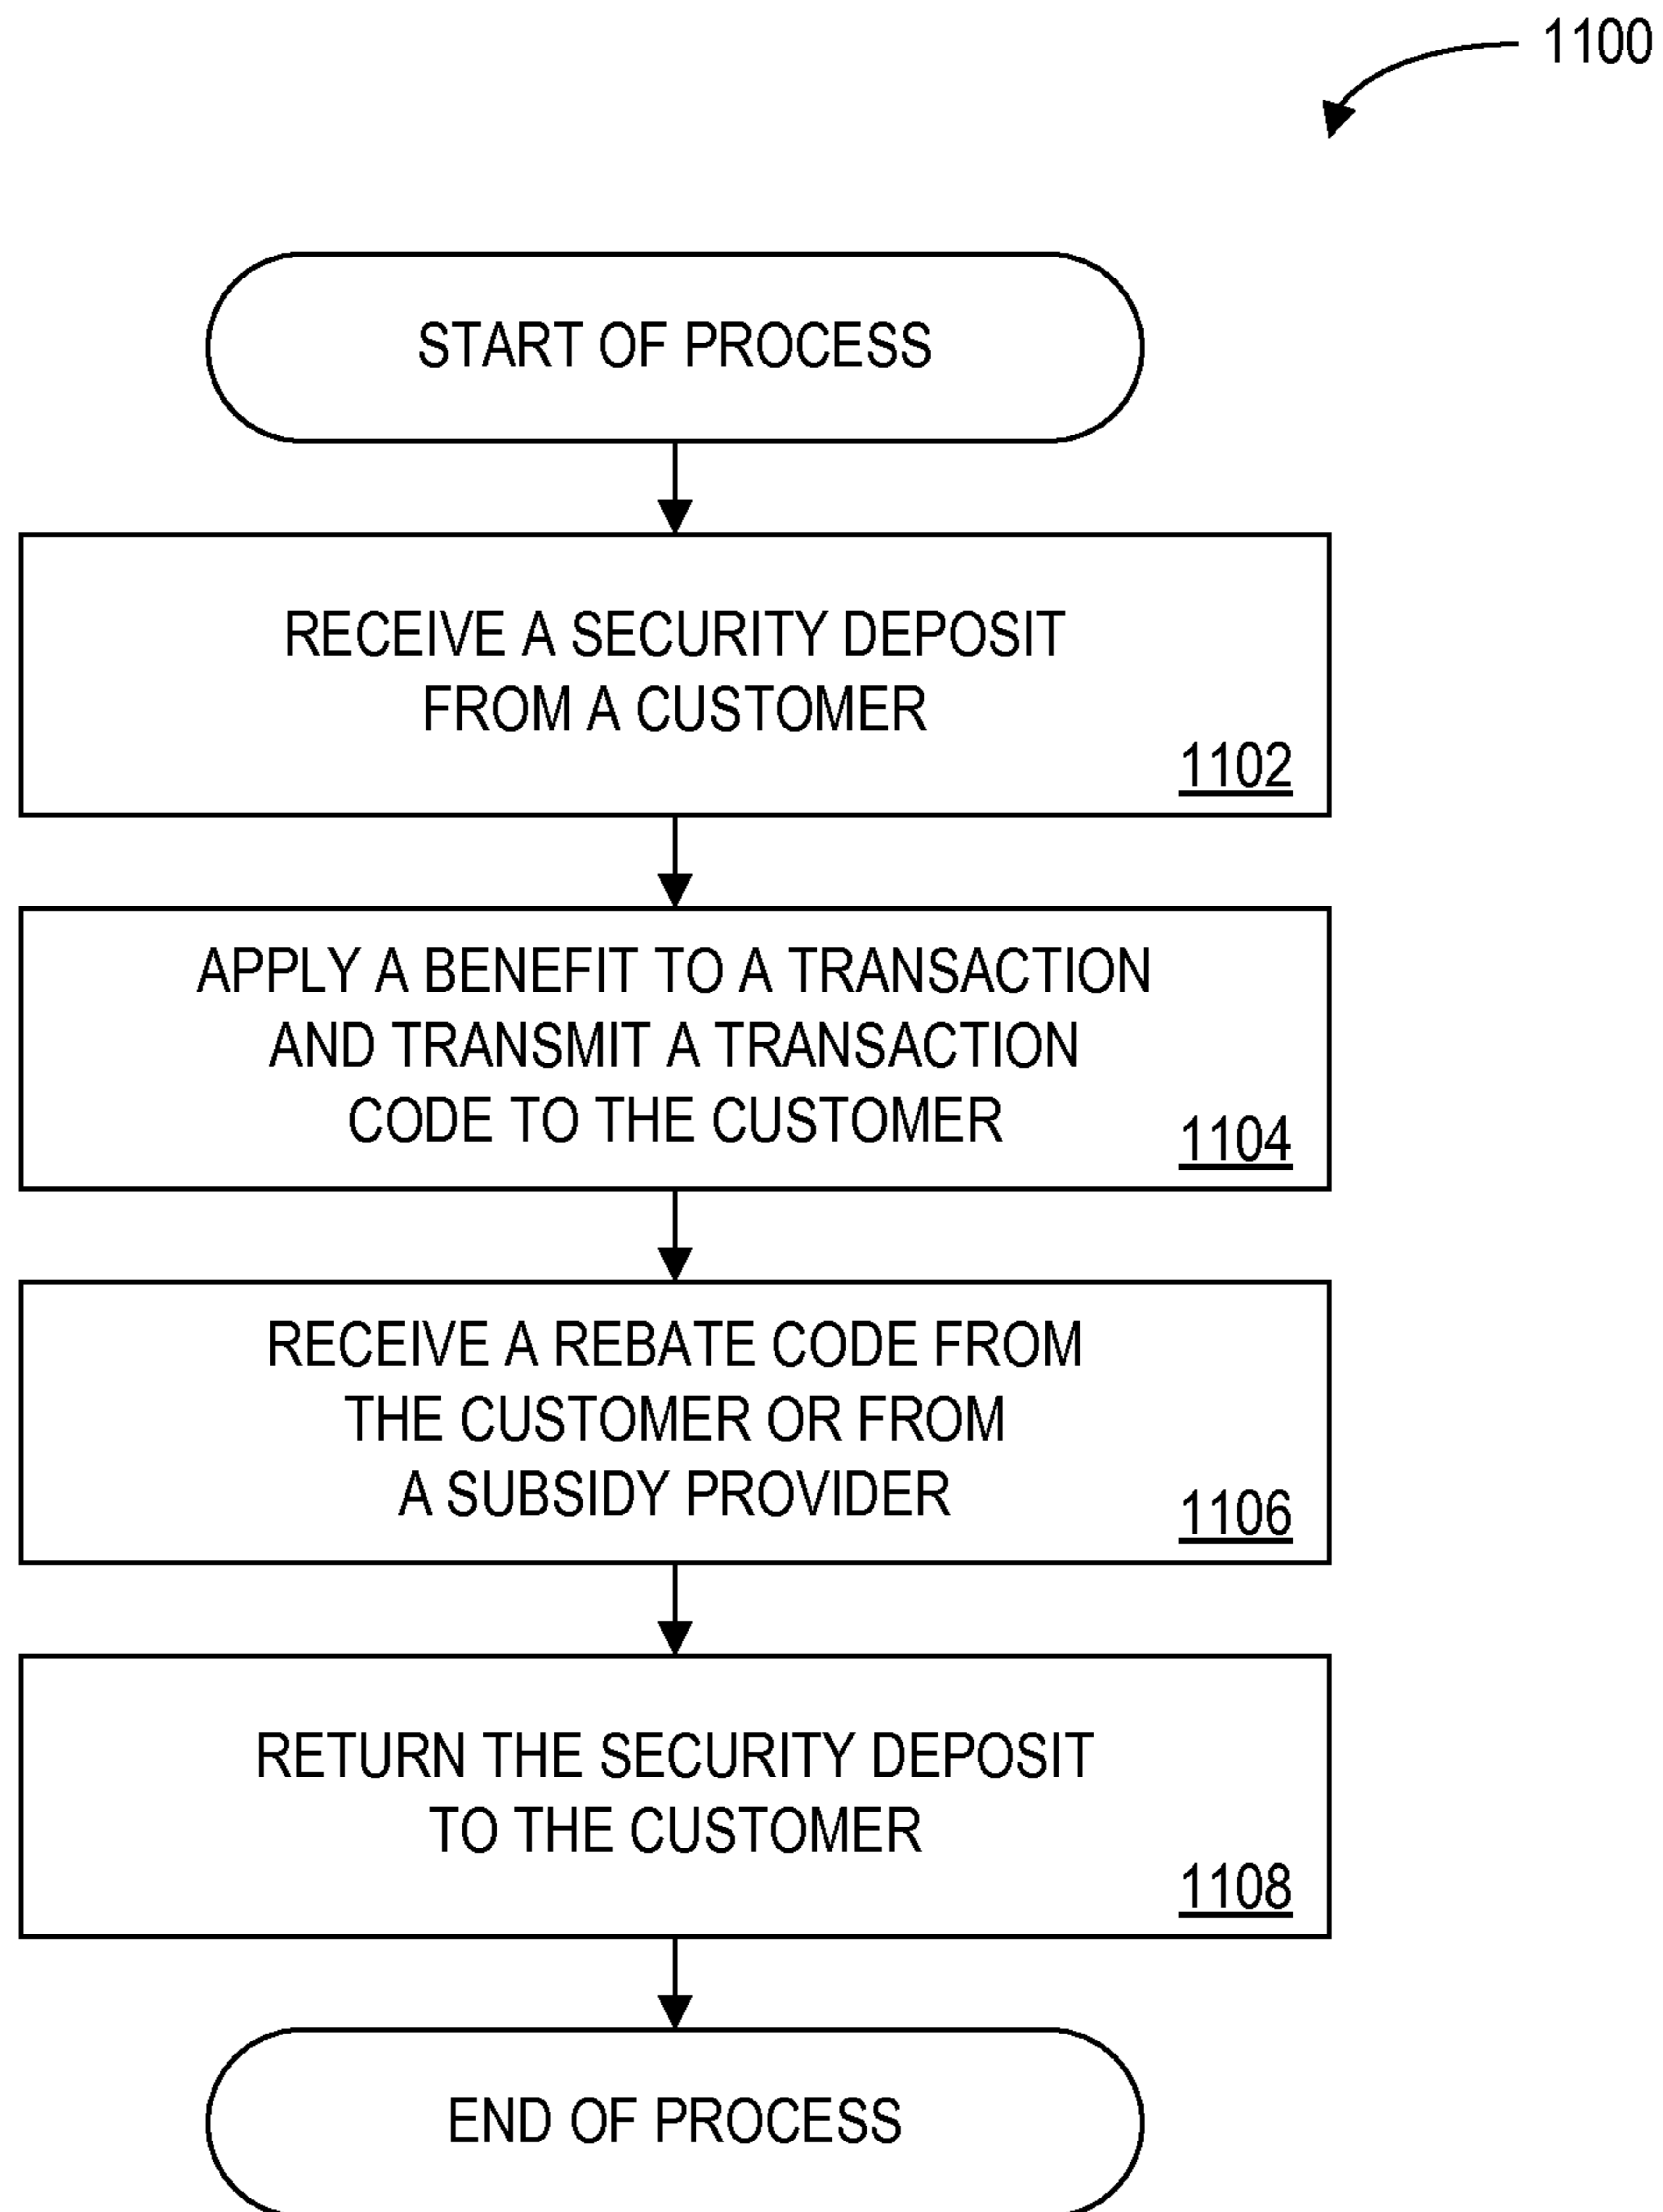 1100
START OF PROCESS
RECEIVE A SECURITY DEPOSIT
FROM A CUSTOMER
1102
APPLY A BENEFIT TO A TRANSACTION
AND TRANSMIT A TRANSACTION
CODE TO THE CUSTOMER
1104
RECEIVE A REBATE CODE FROM
THE CUSTOMER OR FROM
A SUBSIDY PROVIDER
1106
RETURN THE SECURITY DEPOSIT
TO THE CUSTOMER
1108
END OF PROCESS